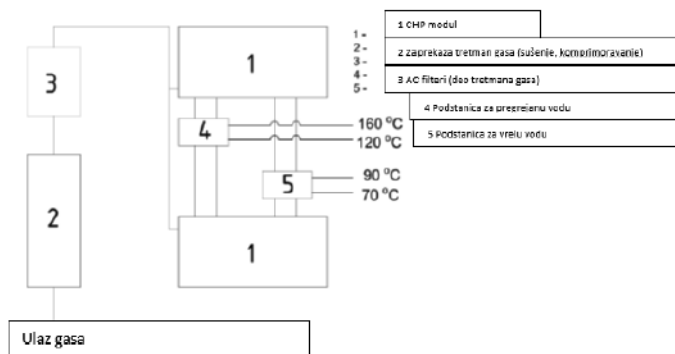 1 -
1 CHP modul
2 -
2 zaprekaza tretman gasa (sušenje, komprimoravanje)
3 -
3 AC filteri (deo tretmana gasa)
4 -
4 Podstanica za pregrejanu vodu
5 -
5 Podstanica za vrelu vodu
1
3
4
160 °C
120 °C
2
5
90 °C
70 °C
1
Ulaz gasa